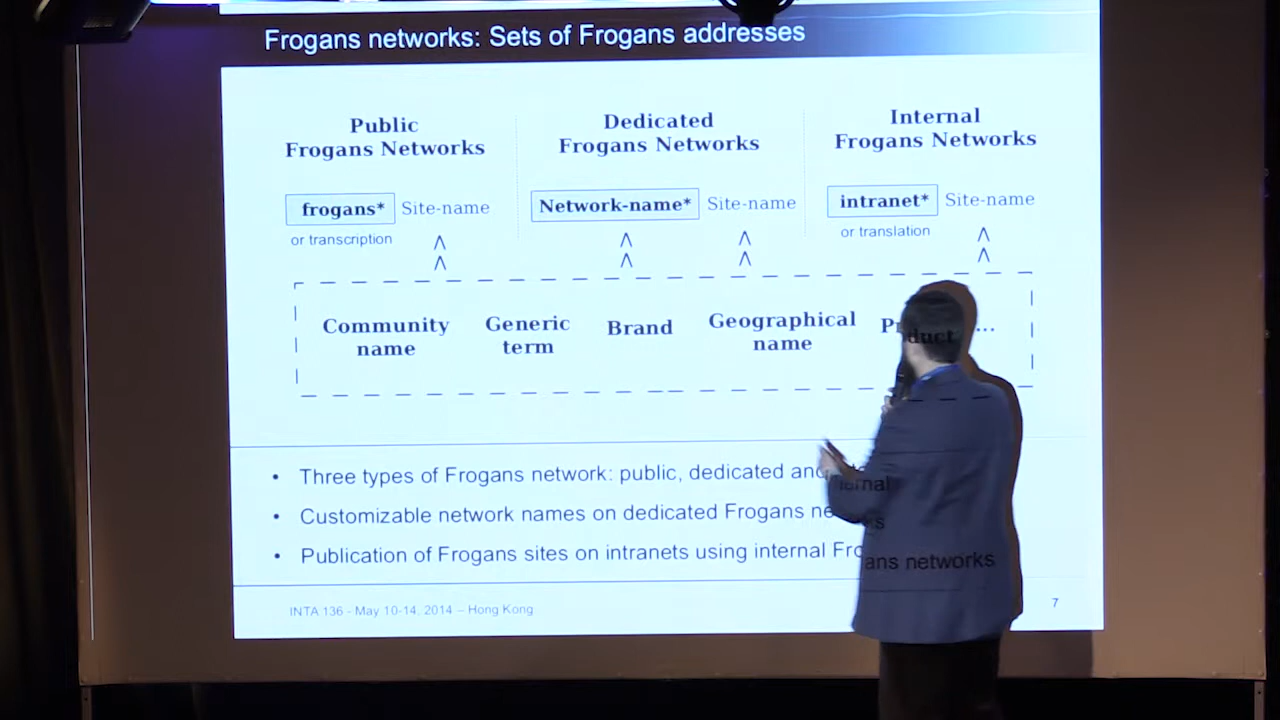 Frogans networks: Sets of Frogans addresses
Public
Frogans Networks
Dedicated
Frogans Networks
Internal
Frogans Networks
frogans* Site-name
or transcription
Network-name* Site-name
intranet* Site-name
or translation
Community
name
Generic
term
Brand
Geographical
name
Product
...
• Three types of Frogans network: public, dedicated and internal
• Customizable network names on dedicated Frogans networks
• Publication of Frogans sites on intranets using internal Frogans networks
INTA 136 - May 10-14, 2014 – Hong Kong
7